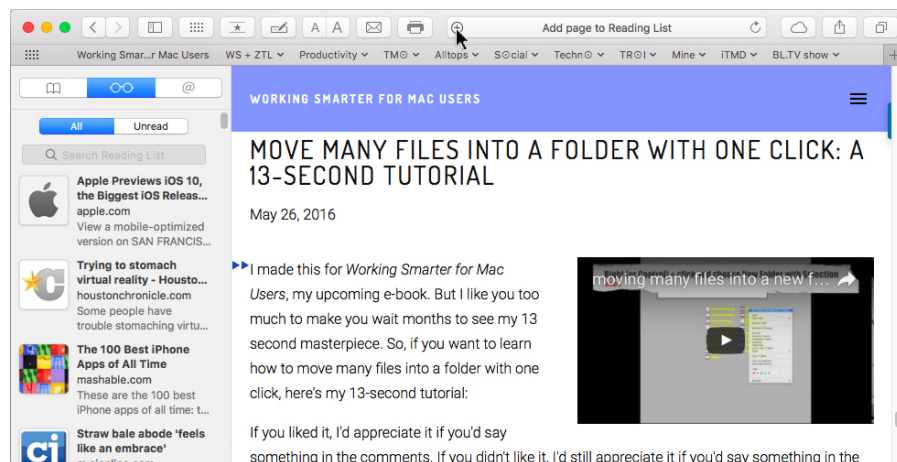 A A
Add page to Reading List
Working Smar...r Mac Users WS + ZTL Productivity TM⊙ Alltops S⊙cial Techn⊙ TR⊙I Mine iTMD BL.TV show
@
All Unread
Search Reading List
Apple Previews iOS 10,
the Biggest iOS Releas...
apple.com
View a mobile-optimized
version on SAN FRANCIS...
Trying to stomach
virtual reality - Housto...
houstonchronicle.com
Some people have
trouble stomaching virtu...
The 100 Best iPhone
Apps of All Time
mashable.com
These are the 100 best
iPhone apps of all time: t...
cj
Straw bale abode 'feels
like an embrace'
WORKING SMARTER FOR MAC USERS
MOVE MANY FILES INTO A FOLDER WITH ONE CLICK: A
13-SECOND TUTORIAL
May 26, 2016
I made this for Working Smarter for Mac
Users, my upcoming e-book. But I like you too
much to make you wait months to see my 13
second masterpiece. So, if you want to learn
how to move many files into a folder with one
click, here's my 13-second tutorial:
moving many files into a new f...
If you liked it, I'd appreciate it if you'd say
something in the comments. If you didn't like it, I'd still appreciate it if you'd say something in the